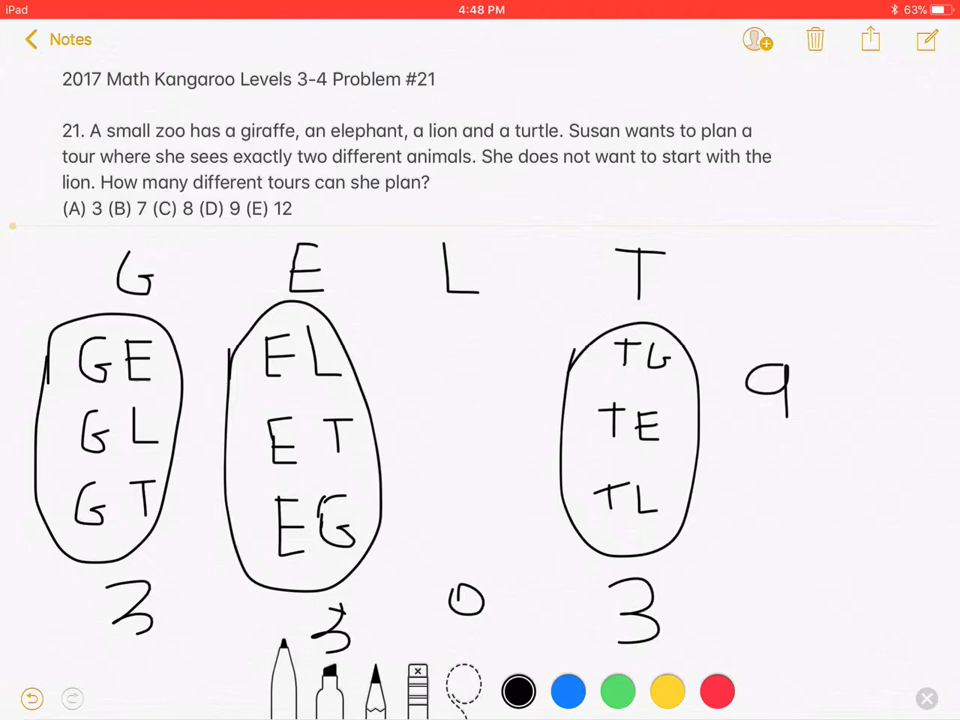 iPad 4:48 PM 63%
Notes
2017 Math Kangaroo Levels 3-4 Problem #21
21. A small zoo has a giraffe, an elephant, a lion and a turtle. Susan wants to plan a
tour where she sees exactly two different animals. She does not want to start with the
lion. How many different tours can she plan?
(A) 3 (B) 7 (C) 8 (D) 9 (E) 12
G E L T
GE EL TG
GL ET TE
GT EG TL
9
3 3 0 3